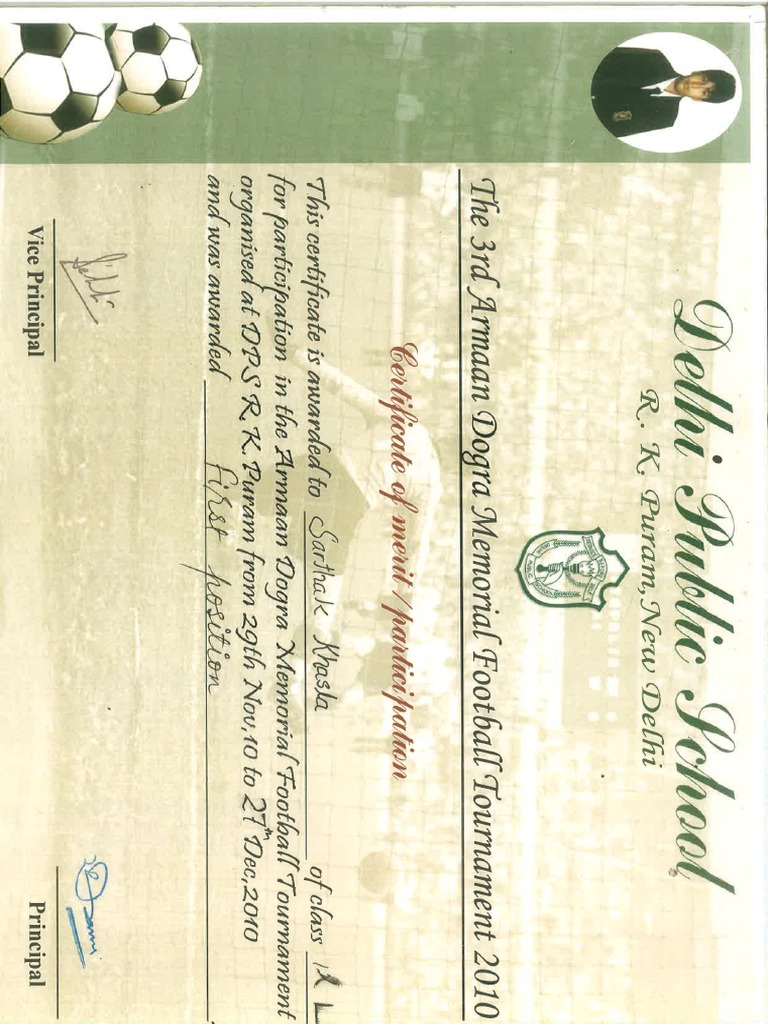 Delhi Public School
R. K. Puram, New Delhi
The 3rd Armaan Dogra Memorial Football Tournament 2010
Certificate of merit / participation
This certificate is awarded to Sarthak Khasla of class
for participation in the Armaan Dogra Memorial Football Tournament
organised at DPS R. K. Puram from 29th Nov,10 to 27th Dec,2010
and was awarded first position
Vice Principal
Principal